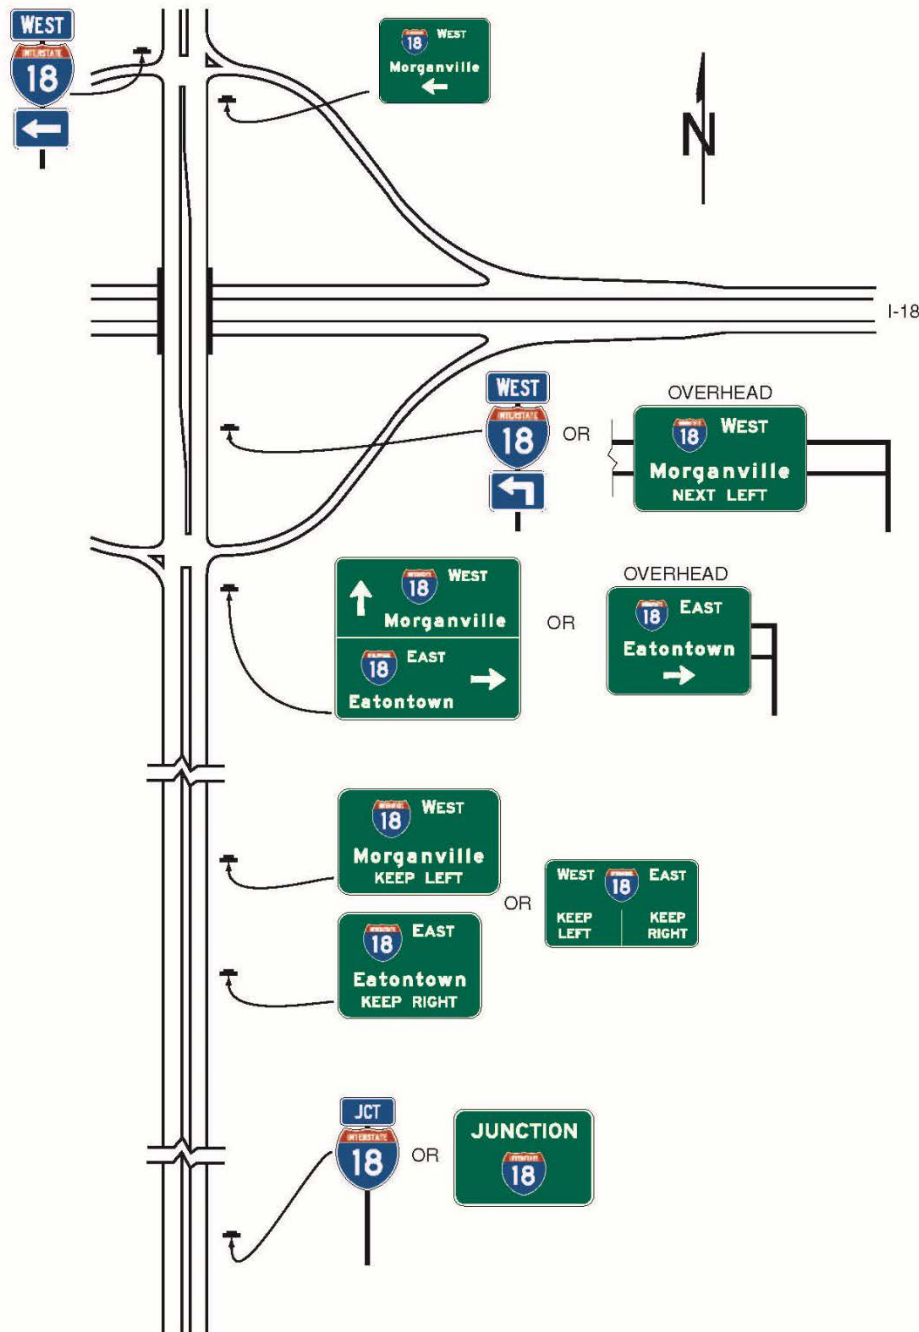 WEST
INTERSTATE
18
18 WEST
Morganville
N
I-18
WEST
INTERSTATE
18
OR
OVERHEAD
18 WEST
Morganville
NEXT LEFT
18 WEST
Morganville
18 EAST
Eatontown
OR
OVERHEAD
18 EAST
Eatontown
18 WEST
Morganville
KEEP LEFT
18 EAST
Eatontown
KEEP RIGHT
OR
WEST 18 EAST
KEEP LEFT
KEEP RIGHT
JCT
INTERSTATE
18
OR
JUNCTION
18